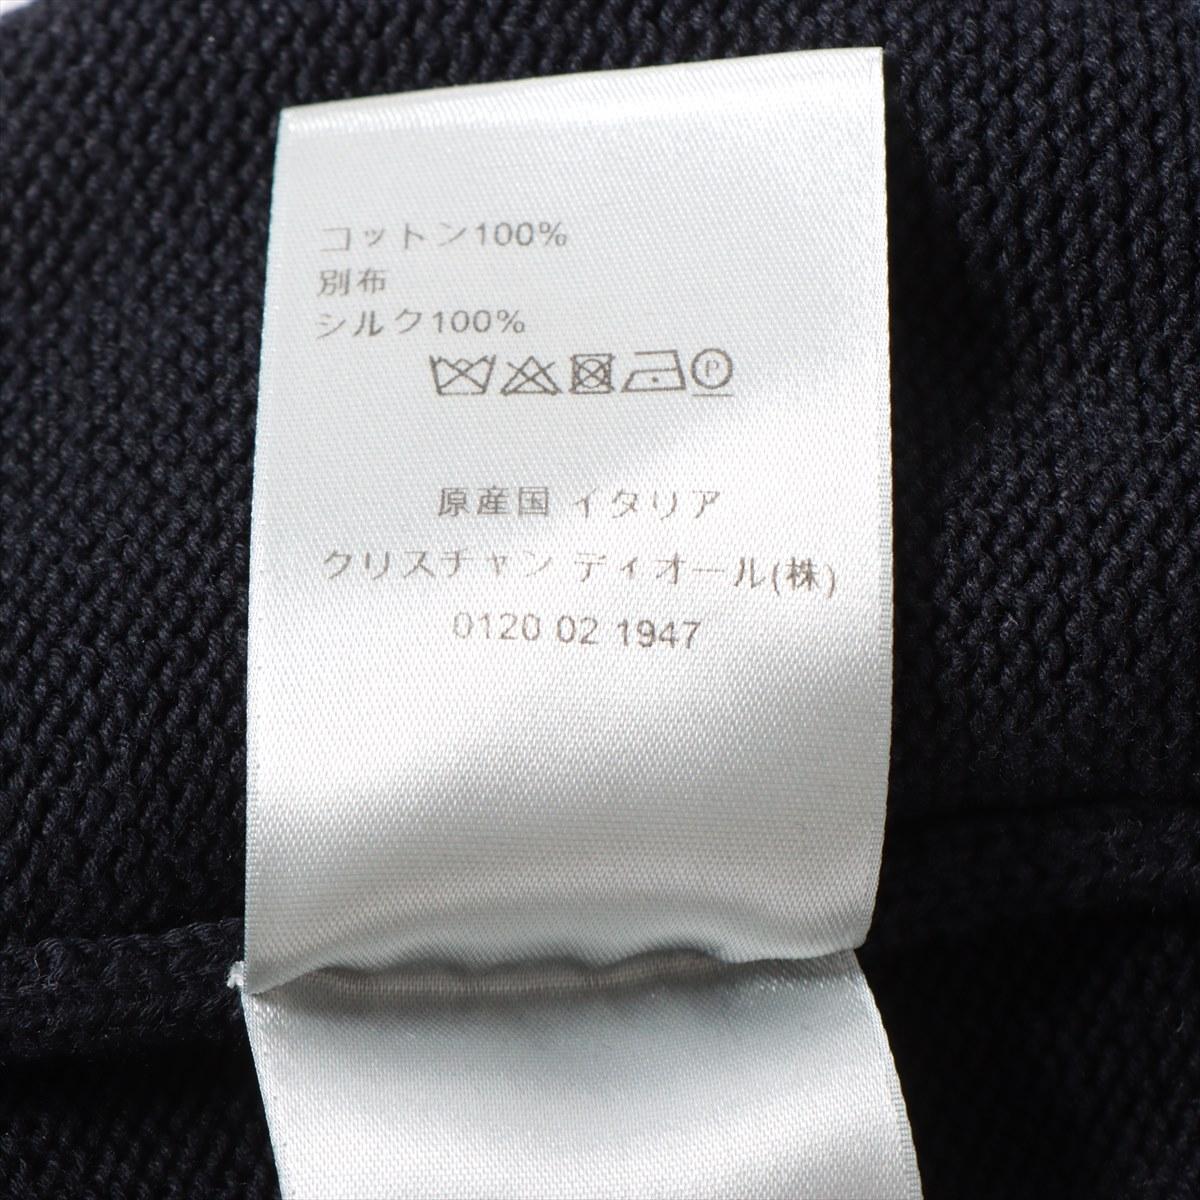 コットン100%
別布
シルク100%
P
原産国 イタリア
クリスチャン ディオール(株)
0120 02 1947